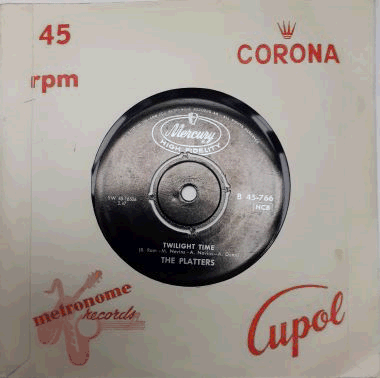 45
rpm
CORONA
Mercury
HIGH FIDELITY
B 45-766
NCB
TWILIGHT TIME
THE PLATTERS
metronome
records
Cupol